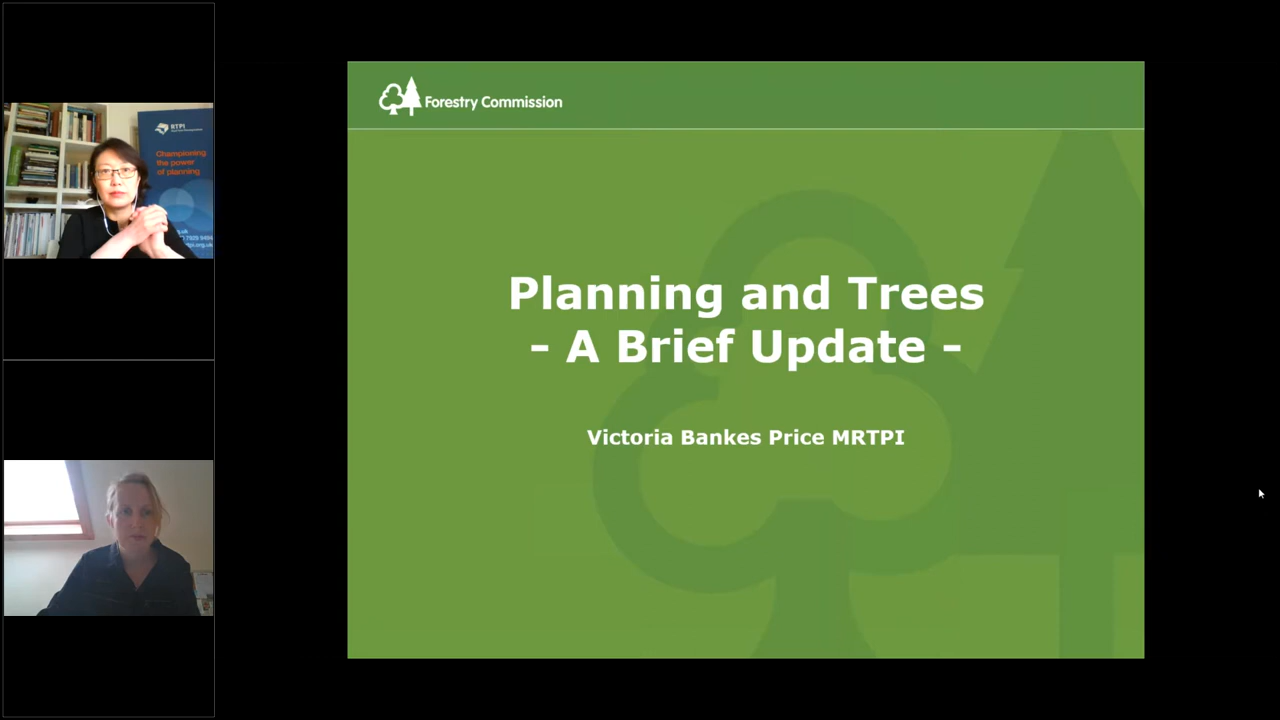 RTPI
Championing
the power
of planning
Forestry Commission
Planning and Trees
- A Brief Update -
Victoria Bankes Price MRTPI